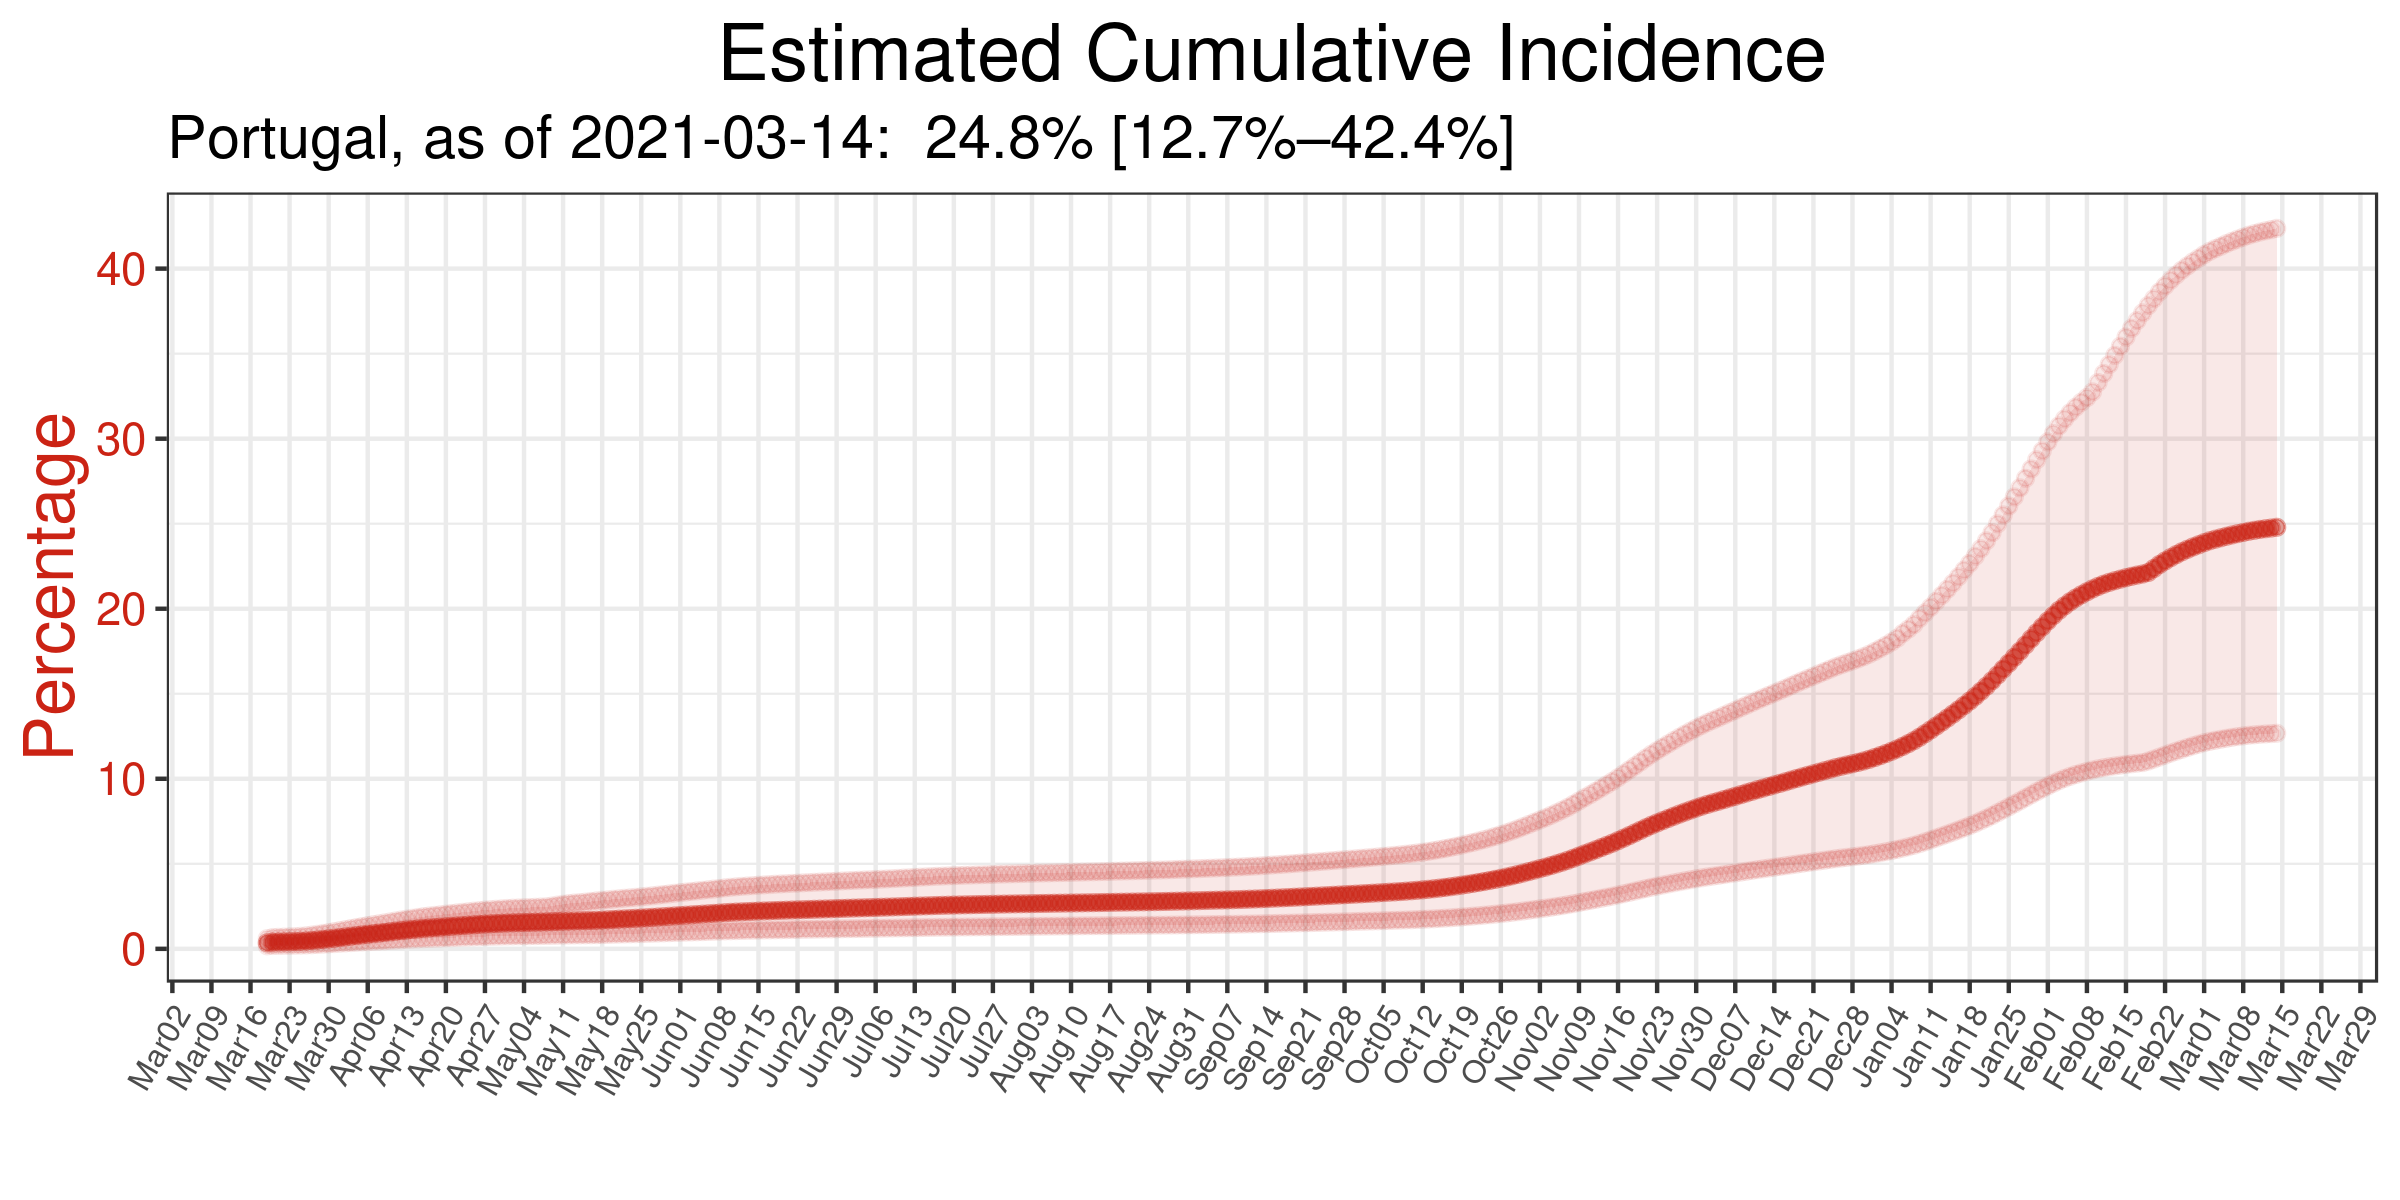 Estimated Cumulative Incidence
Portugal, as of 2021-03-14:  24.8% [12.7%–42.4%]
Percentage
40
30
20
10
0
Mar02
Mar09
Mar16
Mar23
Mar30
Apr06
Apr13
Apr20
Apr27
May04
May11
May18
May25
Jun01
Jun08
Jun15
Jun22
Jun29
Jul06
Jul13
Jul20
Jul27
Aug03
Aug10
Aug17
Aug24
Aug31
Sep07
Sep14
Sep21
Sep28
Oct05
Oct12
Oct19
Oct26
Nov02
Nov09
Nov16
Nov23
Nov30
Dec07
Dec14
Dec21
Dec28
Jan04
Jan11
Jan18
Jan25
Feb01
Feb08
Feb15
Feb22
Mar01
Mar08
Mar15
Mar22
Mar29